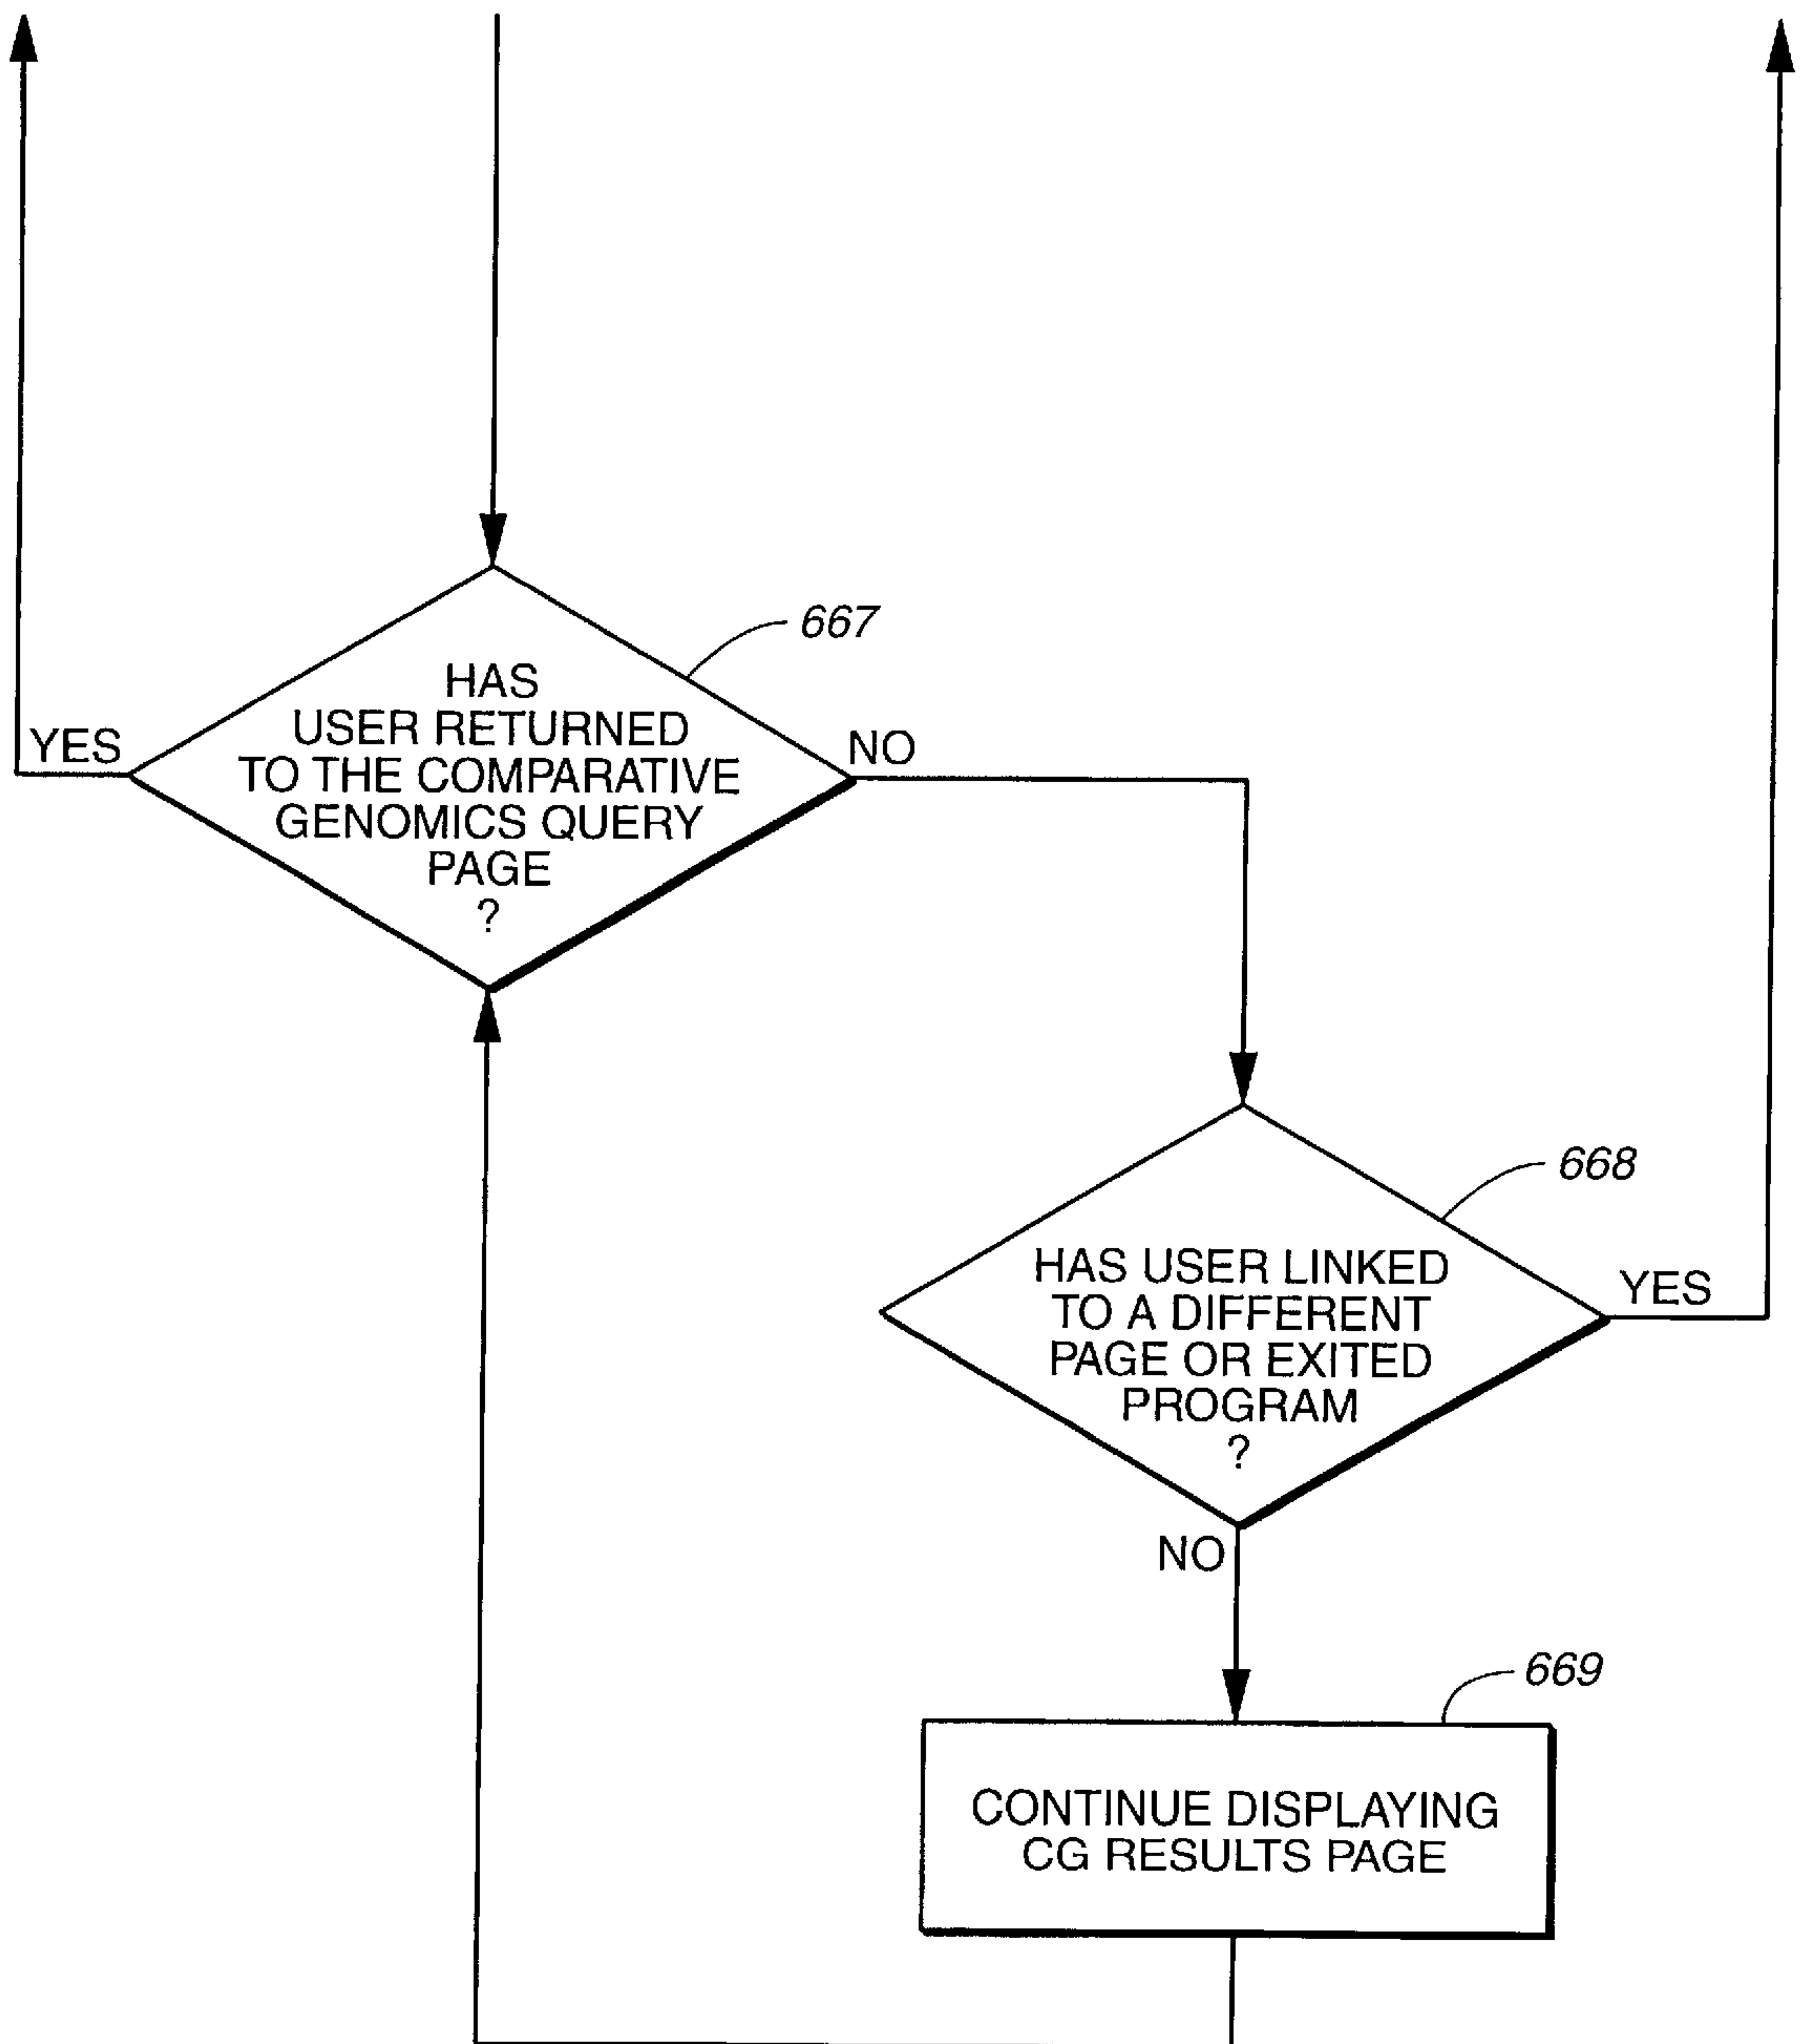 667
HAS
USER RETURNED
TO THE COMPARATIVE
GENOMICS QUERY
PAGE
?
YES
NO
668
HAS USER LINKED
TO A DIFFERENT
PAGE OR EXITED
PROGRAM
?
YES
NO
669
CONTINUE DISPLAYING
CG RESULTS PAGE